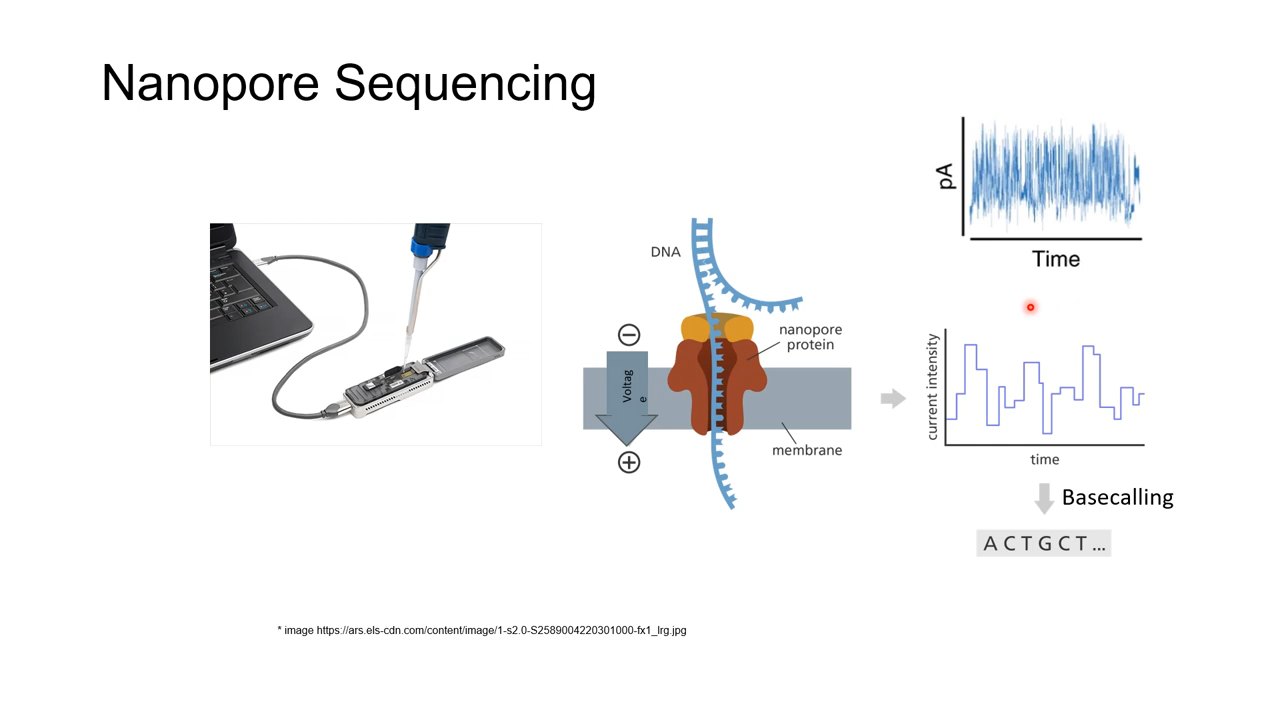 Nanopore Sequencing
pA
Time
DNA
nanopore
protein
Voltag
e
membrane
current intensity
time
Basecalling
A C T G C T ...
* image https://ars.els-cdn.com/content/image/1-s2.0-S2589004220301000-fx1_lrg.jpg